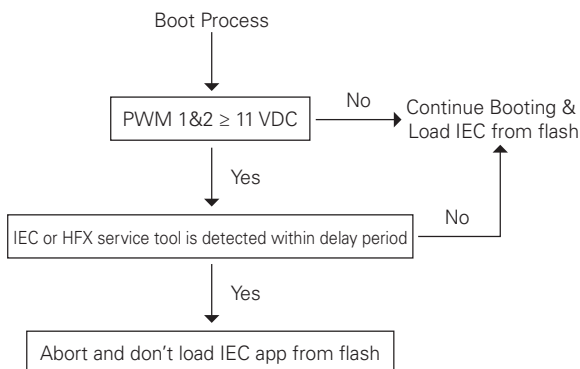 Boot Process
PWM 1&2 ≥ 11 VDC
No
Continue Booting &
Load IEC from flash
Yes
IEC or HFX service tool is detected within delay period
No
Yes
Abort and don’t load IEC app from flash